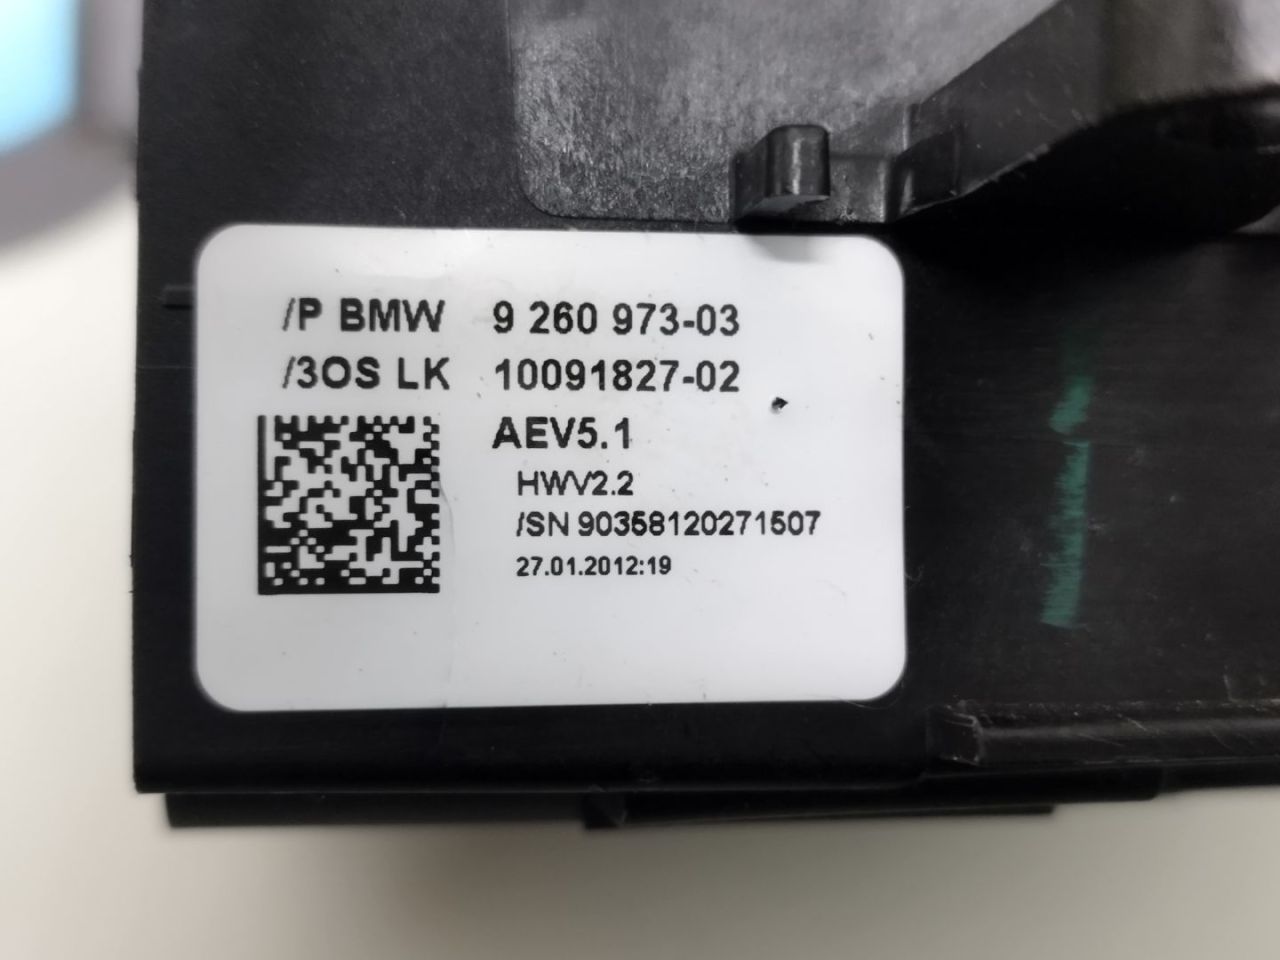 /P BMW 9 260 973-03
/3OS LK 10091827-02
AEV5.1
HWV2.2
/SN 90358120271507
27.01.2012:19